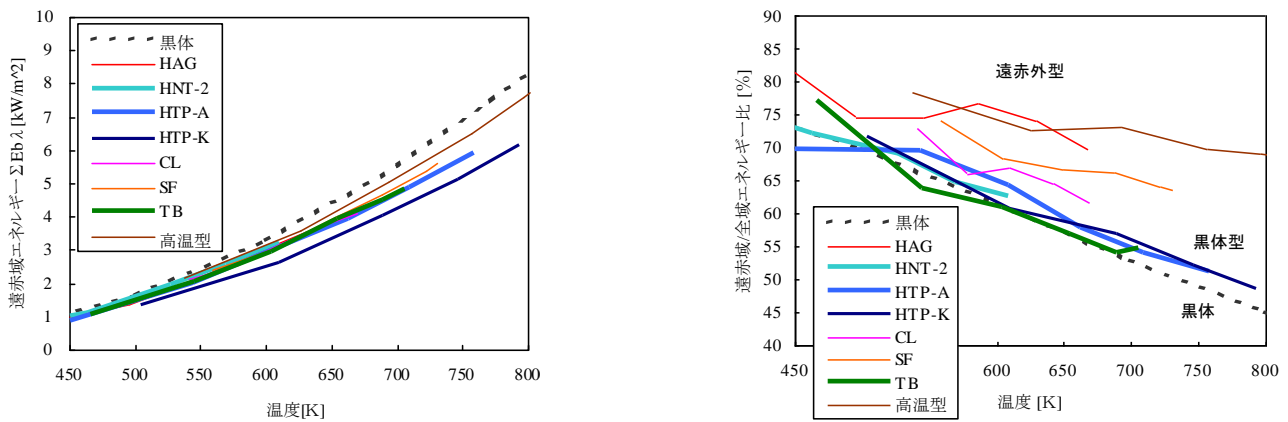 10
9
8
7
6
5
4
3
2
1
0
遠赤域エネルギーΣEbλ[kW/m^2]
黒体
HAG
HNT-2
HTP-A
HTP-K
CL
SF
TB
高温型
450 500 550 600 650 700 750 800
温度[K]
90
85
80
75
70
65
60
55
50
45
40
遠赤域/全域エネルギー比 [%]
遠赤外型
黒体型
黒体
黒体
HAG
HNT-2
HTP-A
HTP-K
CL
SF
TB
高温型
450 600 650 700 750 800
温度 [K]